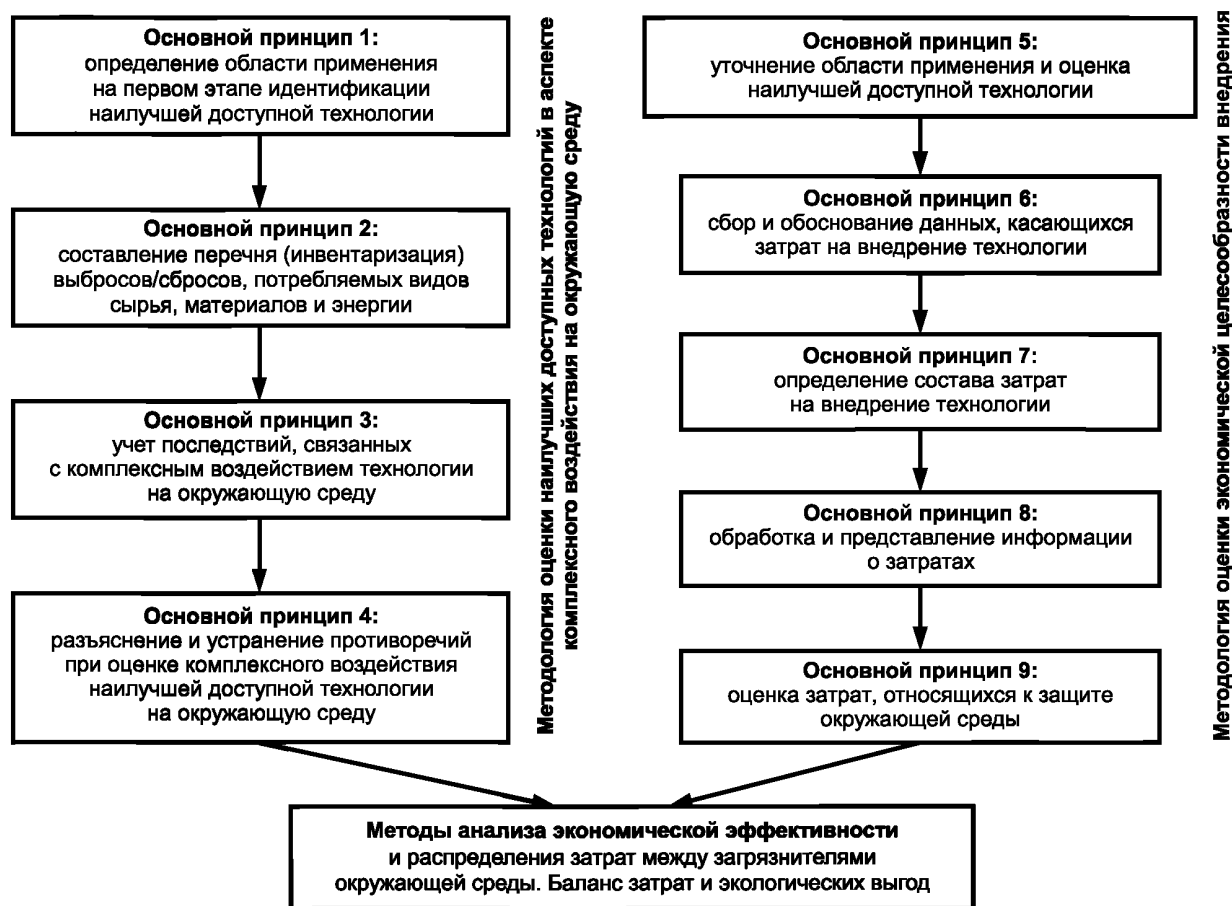 Основной принцип 1:
определение области применения
на первом этапе идентификации
наилучшей доступной технологии
Основной принцип 2:
составление перечня (инвентаризация)
выбросов/сбросов, потребляемых видов
сырья, материалов и энергии
Основной принцип 3:
учет последствий, связанных
с комплексным воздействием технологии
на окружающую среду
Основной принцип 4:
разъяснение и устранение противоречий
при оценке комплексного воздействия
наилучшей доступной технологии
на окружающую среду
Методология оценки наилучших доступных технологий в аспекте
комплексного воздействия на окружающую среду
Основной принцип 5:
уточнение области применения и оценка
наилучшей доступной технологии
Основной принцип 6:
сбор и обоснование данных, касающихся
затрат на внедрение технологии
Основной принцип 7:
определение состава затрат
на внедрение технологии
Основной принцип 8:
обработка и представление информации
о затратах
Основной принцип 9:
оценка затрат, относящихся к защите
окружающей среды
Методология оценки экономической целесообразности внедрения
Методы анализа экономической эффективности
и распределения затрат между загрязнителями
окружающей среды. Баланс затрат и экологических выгод